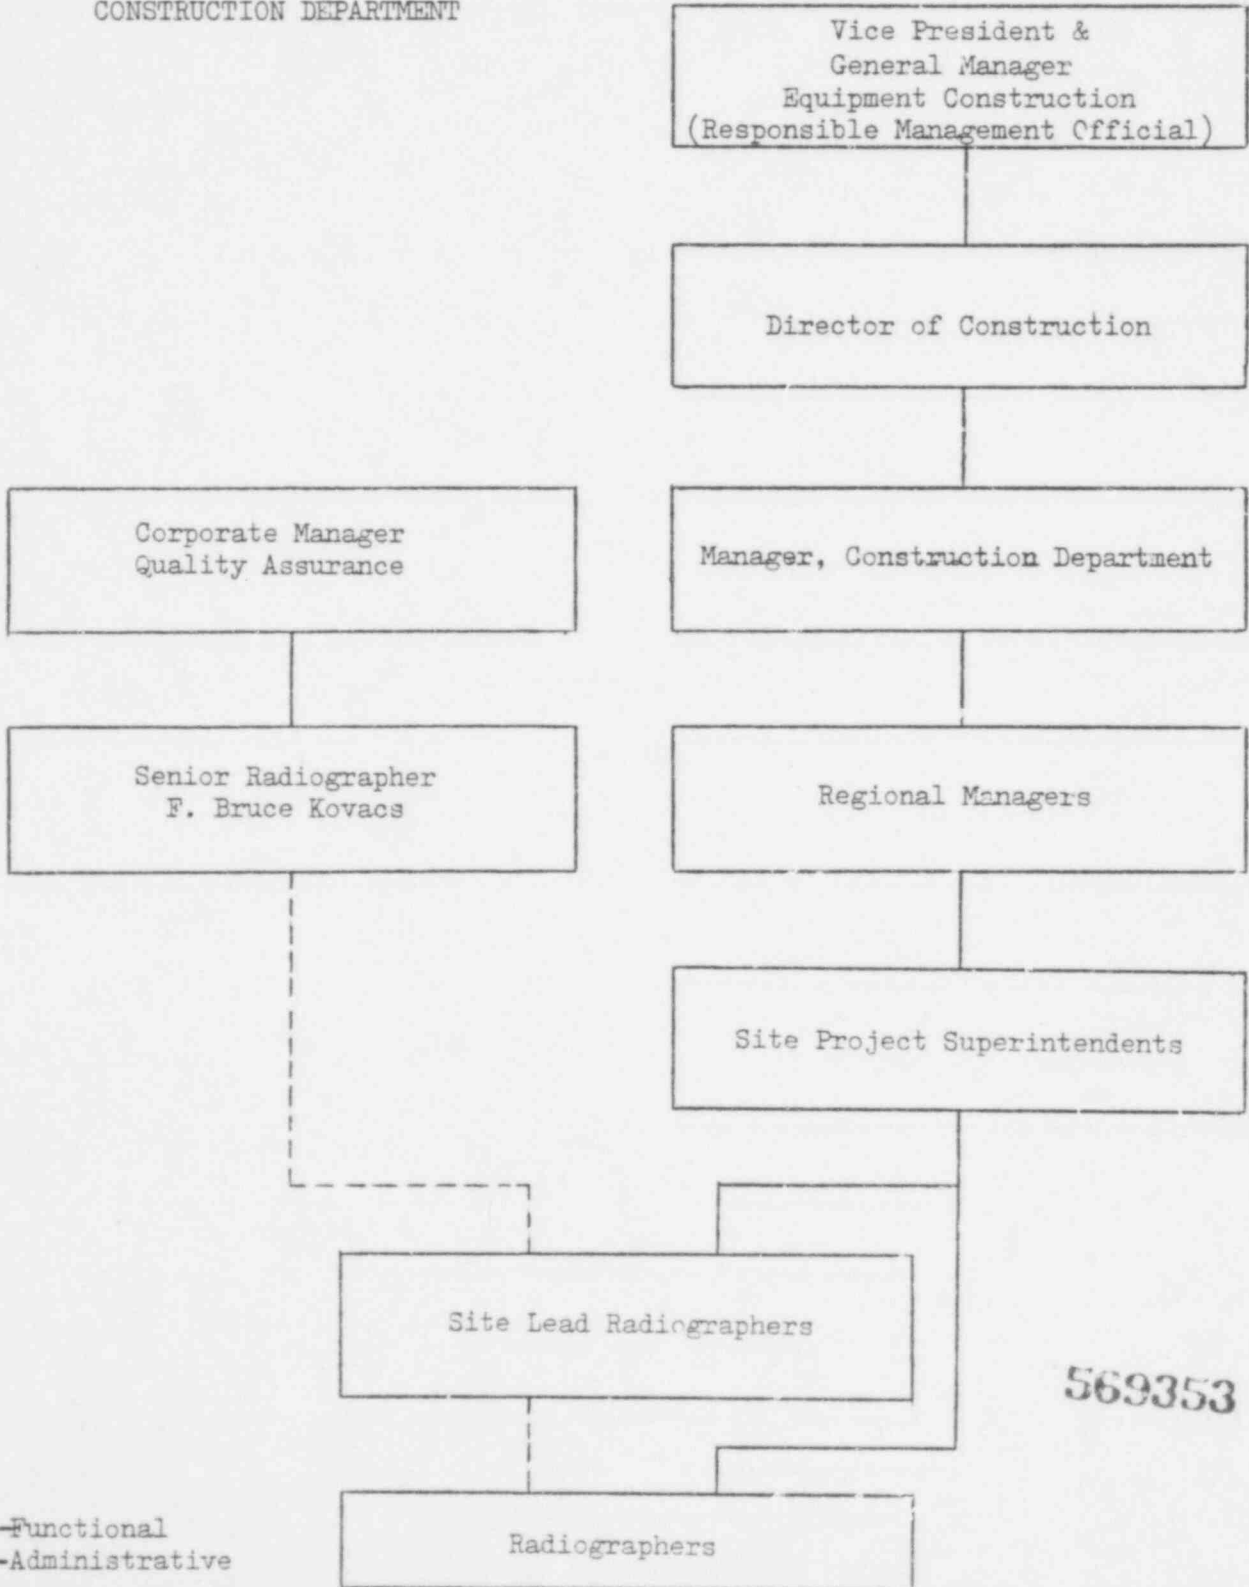 CONSTRUCTION DEPARTMENT
Vice President &
General Manager
Equipment Construction
(Responsible Management Official)
Director of Construction
Corporate Manager
Quality Assurance
Manager, Construction Department
Senior Radiographer
F. Bruce Kovacs
Regional Managers
Site Project Superintendents
Site Lead Radiographers
569353
Radiographers
-Functional
-Administrative